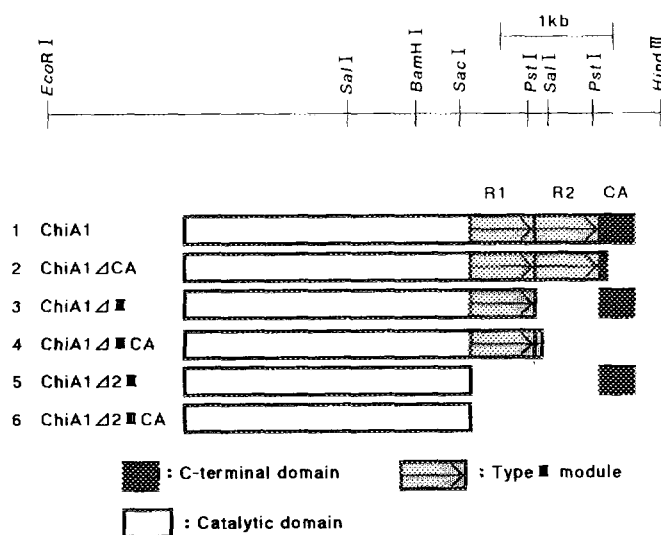 1kb
EcoR I
Sal I
BamH I
Sac I
Pst I
Sal I
Pst I
Hind III
R1 R2 CA
1 ChiA1
2 ChiA1⊿CA
3 ChiA1⊿III
4 ChiA1⊿IIICA
5 ChiA1⊿2III
6 ChiA1⊿2IIICA
: C-terminal domain
: Type III module
: Catalytic domain